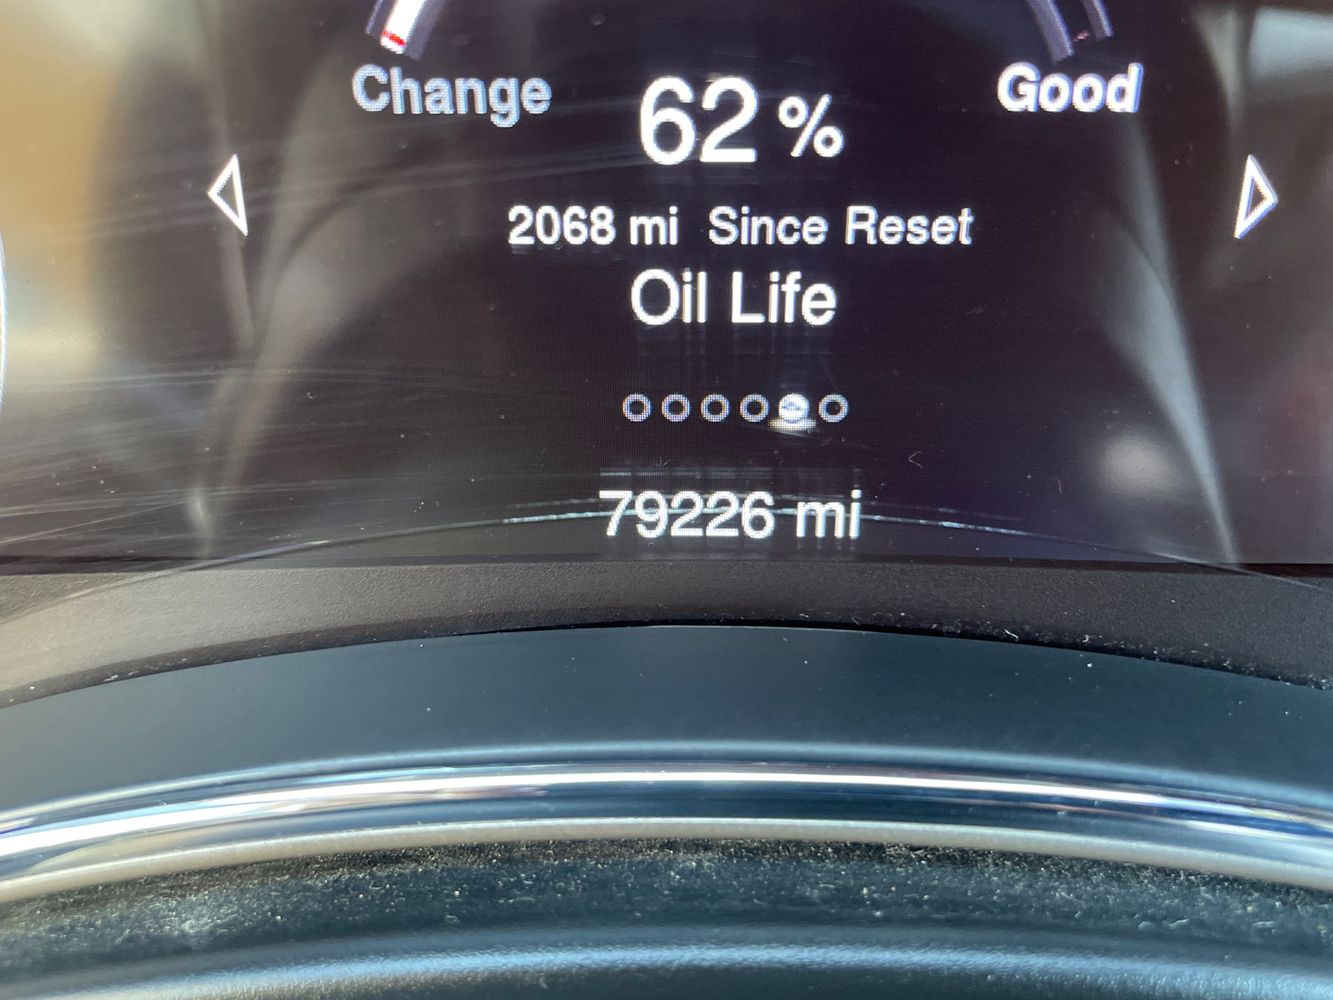 Change Good
62 %
2068 mi Since Reset
Oil Life
79226 mi